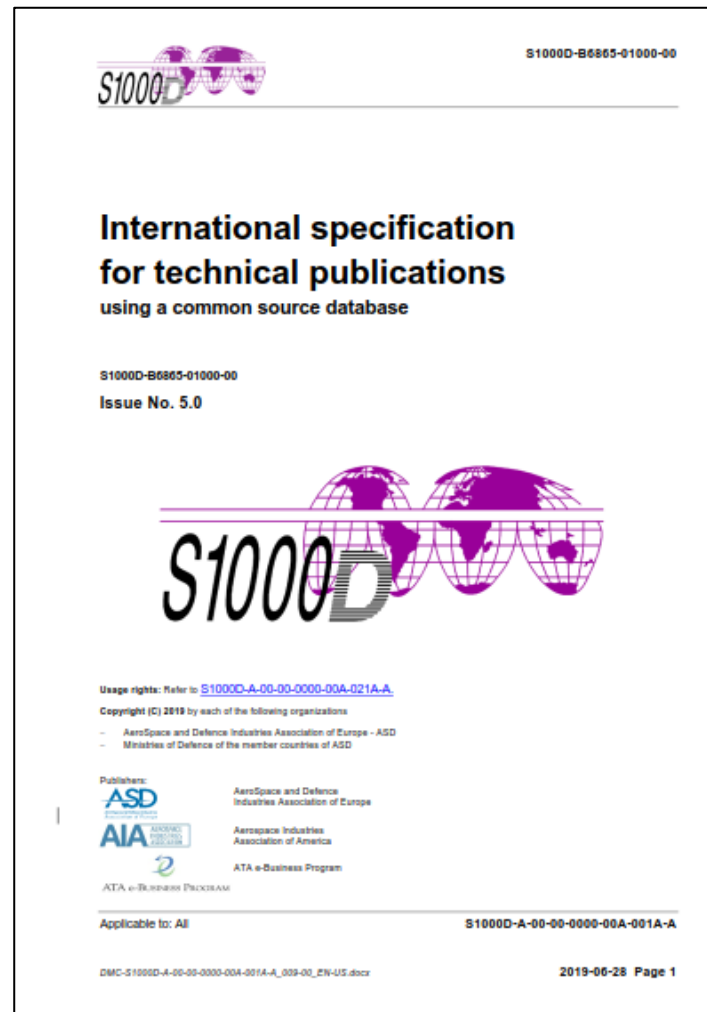 S1000D
S1000D-B6865-01000-00
International specification
for technical publications
using a common source database
S1000D-B6865-01000-00
Issue No. 5.0
S1000D
Usage rights: Refer to S1000D-A-00-00-0000-00A-021A-A.
Copyright (C) 2019 by each of the following organizations
– AeroSpace and Defence Industries Association of Europe - ASD
– Ministries of Defence of the member countries of ASD
Publishers:
ASD
AeroSpace and Defence
Industries Association of Europe
AIA AEROSPACE INDUSTRIES ASSOCIATION
Aerospace Industries
Association of America
ATA e-Business Program
ATA e-BUSINESS PROGRAM
Applicable to: All
S1000D-A-00-00-0000-00A-001A-A
DMC-S1000D-A-00-00-0000-00A-001A-A_009-00_EN-US.docx
2019-06-28 Page 1